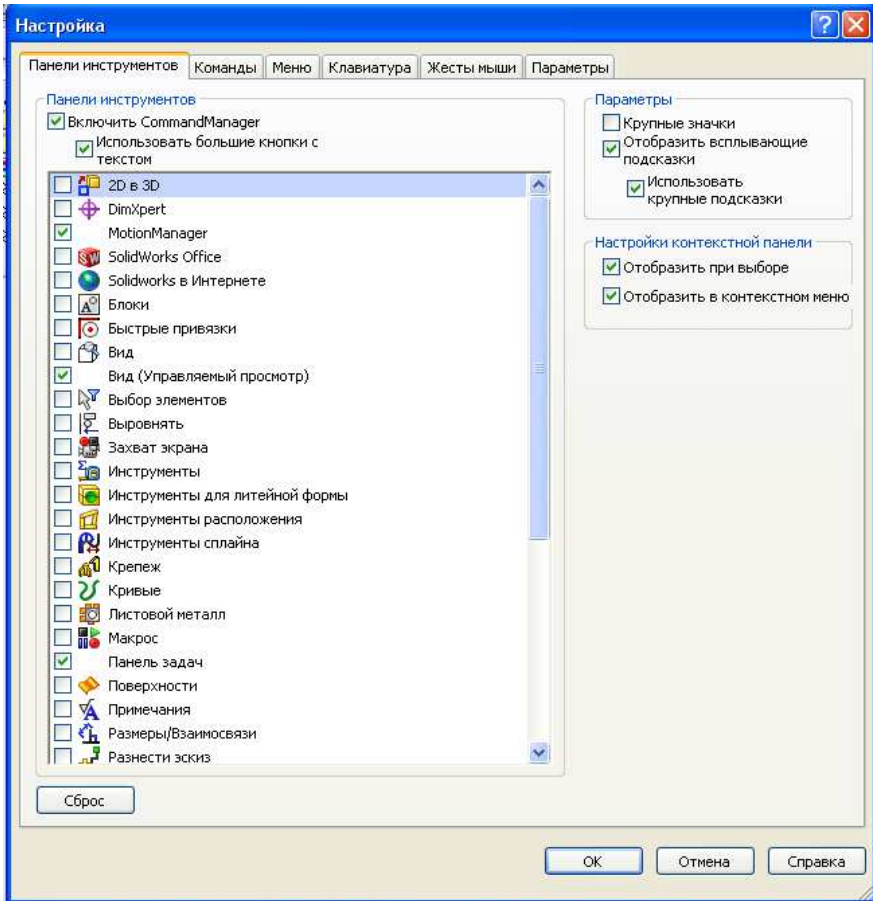 Настройка
Панели инструментов Команды Меню Клавиатура Жесты мыши Параметры
Панели инструментов
Включить CommandManager
Использовать большие кнопки с
текстом
2D в 3D
DimXpert
MotionManager
SolidWorks Office
Solidworks в Интернете
Блоки
Быстрые привязки
Вид
Вид (Управляемый просмотр)
Выбор элементов
Выровнять
Захват экрана
Инструменты
Инструменты для литейной формы
Инструменты расположения
Инструменты сплайна
Крепеж
Кривые
Листовой металл
Макрос
Панель задач
Поверхности
Примечания
Размеры/Взаимосвязи
Разнести эскиз
Параметры
Крупные значки
Отобразить всплывающие
подсказки
Использовать
крупные подсказки
Настройки контекстной панели
Отобразить при выборе
Отобразить в контекстном меню
Сброс
OK Отмена Справка